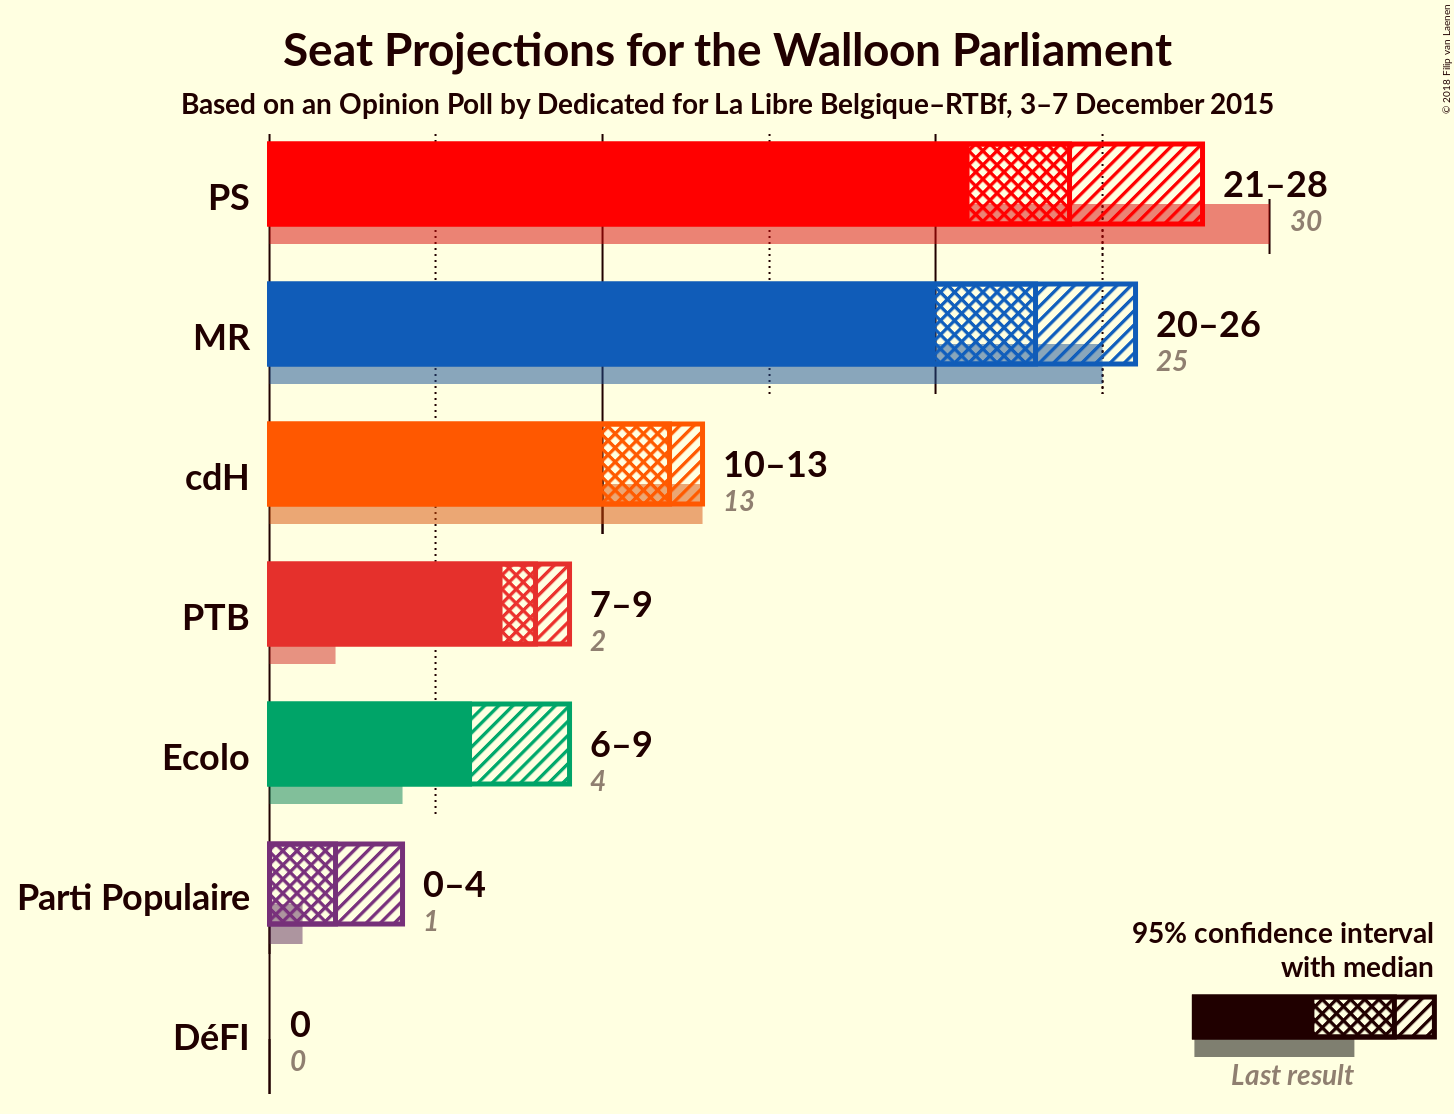 Seat Projections for the Walloon Parliament
Based on an Opinion Poll by Dedicated for La Libre Belgique–RTBf, 3–7 December 2015
© 2018 Filip van Laenen
PS
21–28
30
MR
20–26
25
cdH
10–13
13
PTB
7–9
2
Ecolo
6–9
4
Parti Populaire
0–4
1
DéFI
0
0
95% confidence interval
with median
Last result